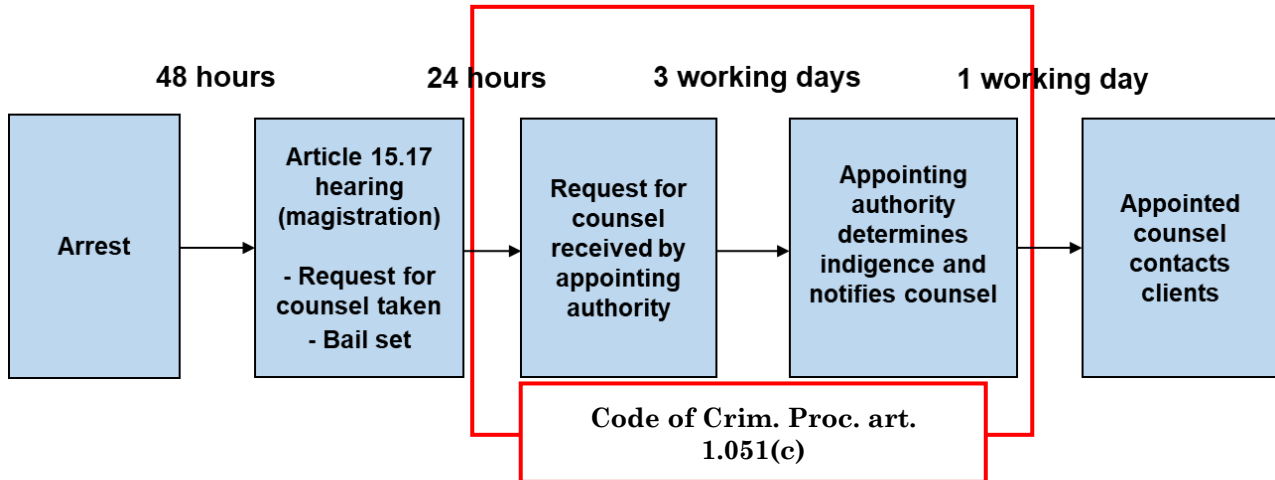 48 hours
24 hours
3 working days
1 working day
Arrest
Article 15.17
hearing
(magistration)
- Request for
counsel taken
- Bail set
Request for
counsel
received by
appointing
authority
Appointing
authority
determines
indigence and
notifies counsel
Appointed
counsel
contacts
clients
Code of Crim. Proc. art.
1.051(c)